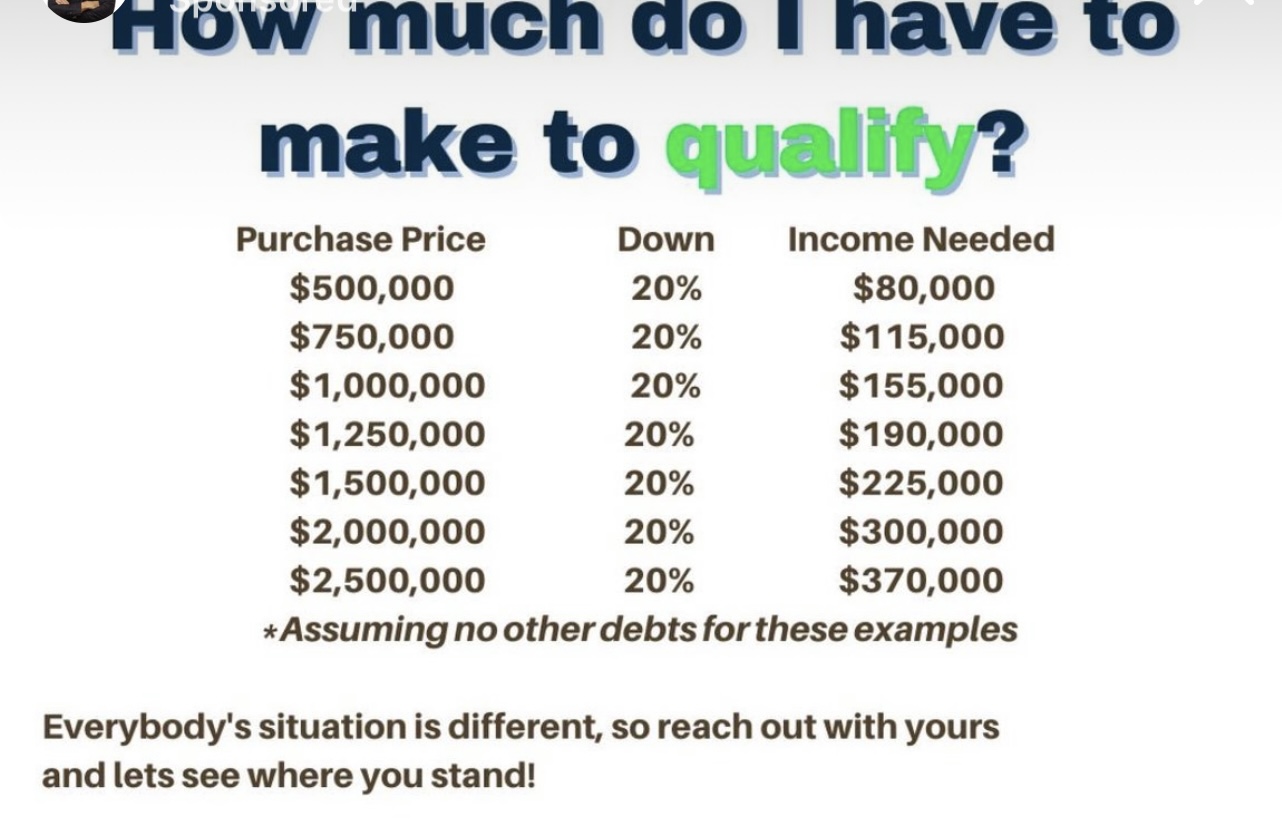 Sponsored
How much do I have to
make to qualify?
Purchase Price Down Income Needed
$500,000 20% $80,000
$750,000 20% $115,000
$1,000,000 20% $155,000
$1,250,000 20% $190,000
$1,500,000 20% $225,000
$2,000,000 20% $300,000
$2,500,000 20% $370,000
*Assuming no other debts for these examples
Everybody's situation is different, so reach out with yours
and lets see where you stand!